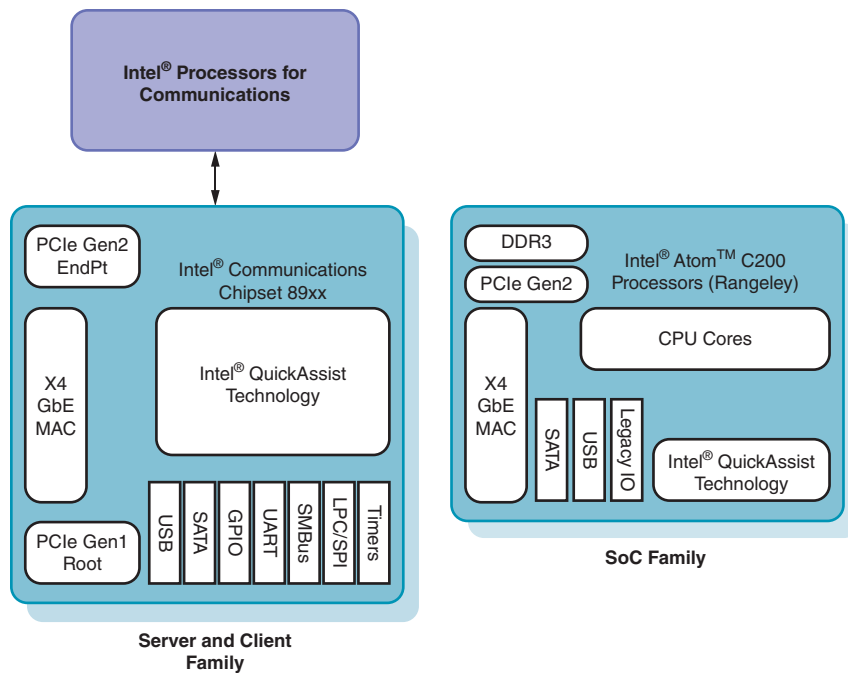 Intel® Processors for
Communications
PCIe Gen2
EndPt
Intel® Communications
Chipset 89xx
X4
GbE
MAC
Intel® QuickAssist
Technology
PCIe Gen1
Root
USB
SATA
GPIO
UART
SMBus
LPC/SPI
Timers
Server and Client
Family
DDR3
PCIe Gen2
Intel® Atom™ C200
Processors (Rangeley)
CPU Cores
X4
GbE
MAC
SATA
USB
Legacy IO
Intel® QuickAssist
Technology
SoC Family